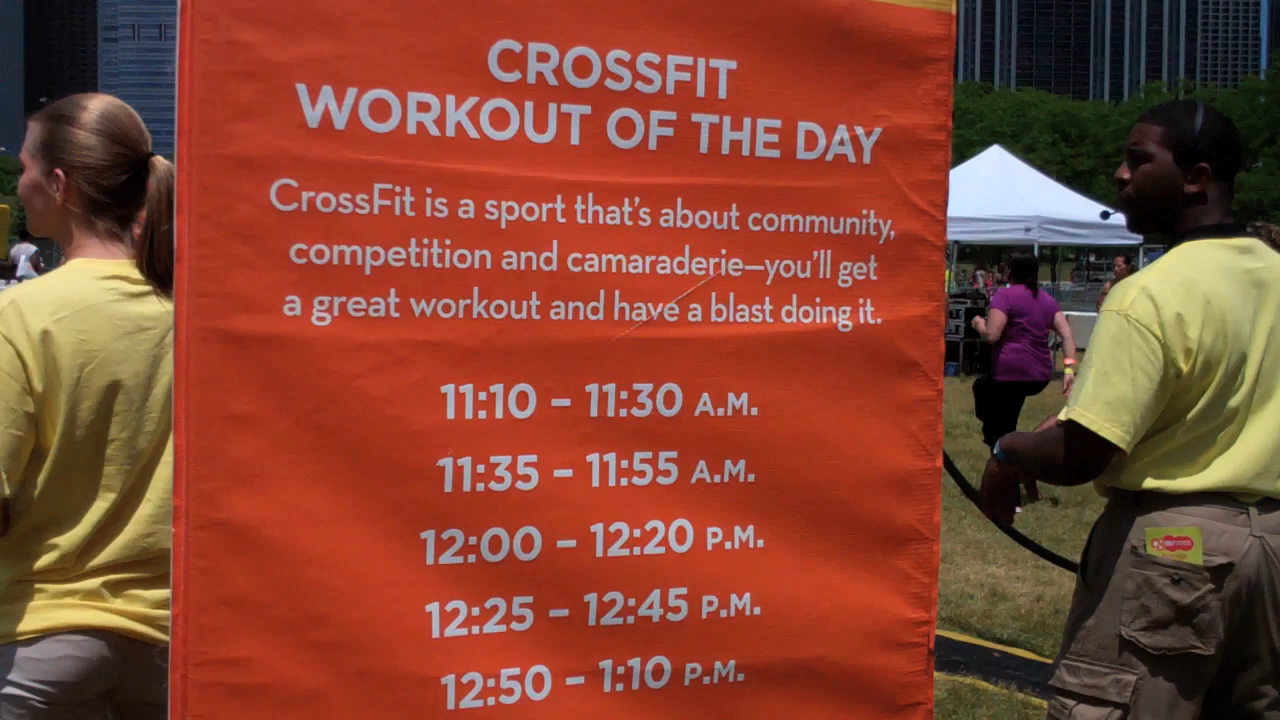 CROSSFIT
WORKOUT OF THE DAY
CrossFit is a sport that's about community,
competition and camaraderie—you'll get
a great workout and have a blast doing it.
11:10 – 11:30 A.M.
11:35 – 11:55 A.M.
12:00 – 12:20 P.M.
12:25 – 12:45 P.M.
12:50 – 1:10 P.M.